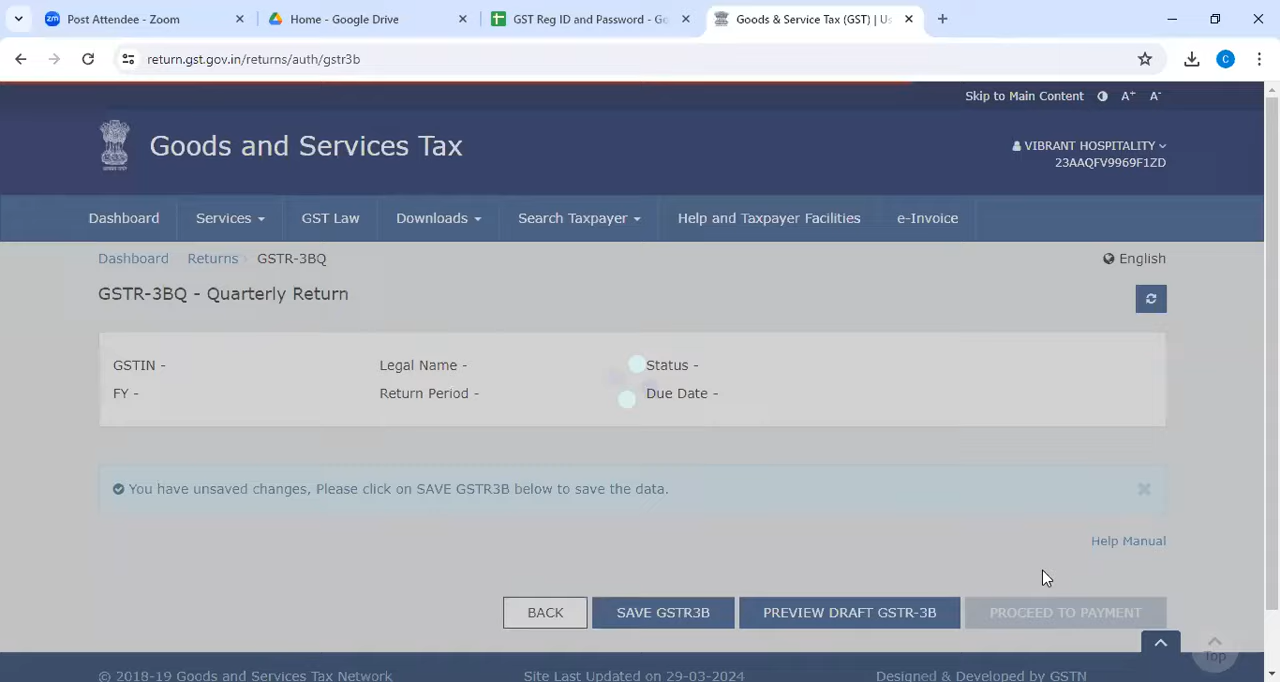 Post Attendee - Zoom
Home - Google Drive
GST Reg ID and Password - Go
Goods & Service Tax (GST) | Us
return.gst.gov.in/returns/auth/gstr3b
C
Skip to Main Content A+ A-
Goods and Services Tax
VIBRANT HOSPITALITY
23AAQFV9969F1ZD
Dashboard Services GST Law Downloads Search Taxpayer Help and Taxpayer Facilities e-Invoice
Dashboard Returns GSTR-3BQ English
GSTR-3BQ - Quarterly Return
GSTIN - Legal Name - Status -
FY - Return Period - Due Date -
You have unsaved changes, Please click on SAVE GSTR3B below to save the data.
Help Manual
BACK SAVE GSTR3B PREVIEW DRAFT GSTR-3B PROCEED TO PAYMENT
Top
© 2018-19 Goods and Services Tax Network Site Last Updated on 29-03-2024 Designed & Developed by GSTN